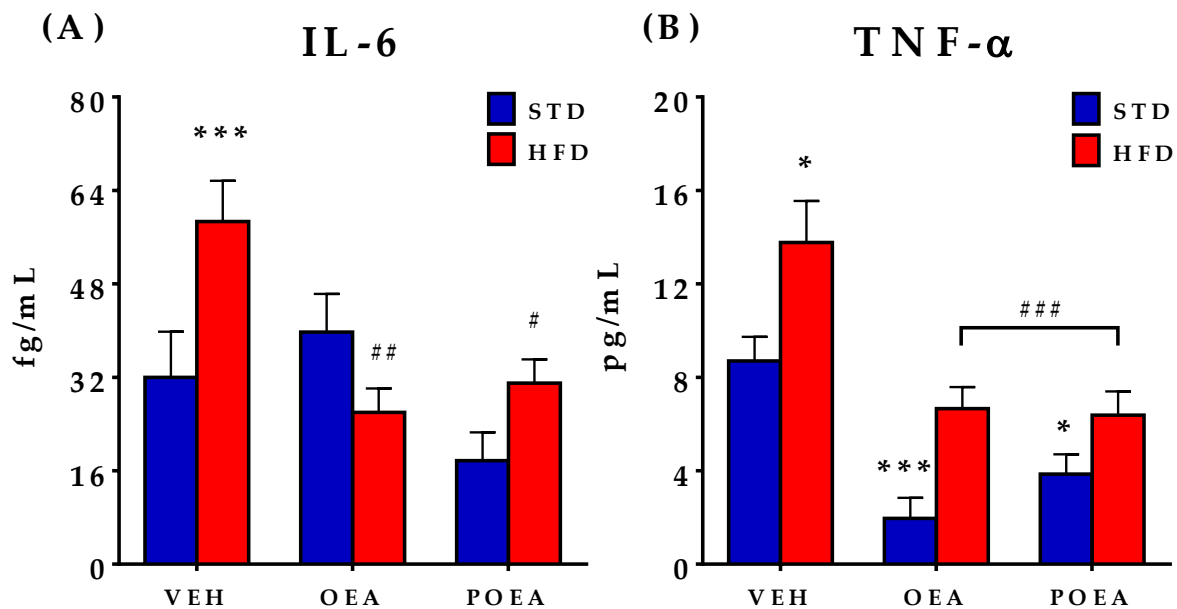 (A) IL-6
STD
HFD
fg/mL
80
64
48
32
16
0
***
##
#
VEH OEA POEA
(B) TNF-α
STD
HFD
pg/mL
20
16
12
8
4
0
*
###
***
*
VEH OEA POEA